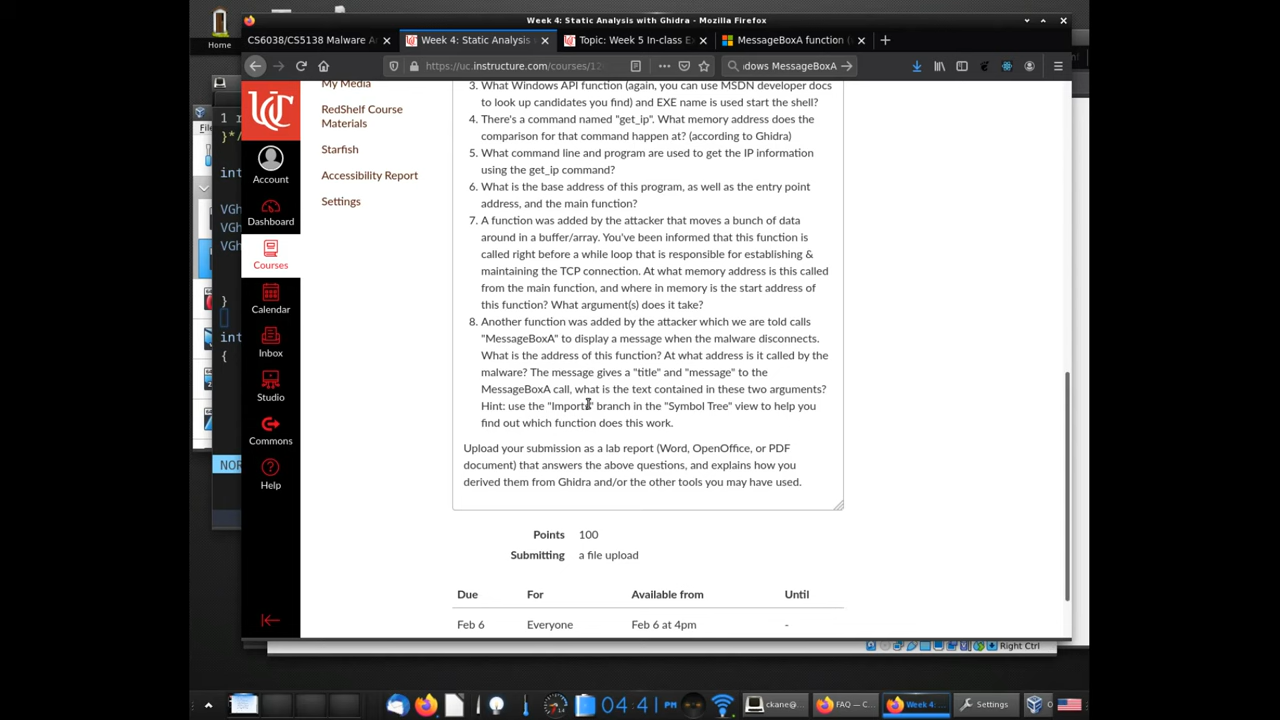 Home
Week 4: Static Analysis with Ghidra - Mozilla Firefox
CS6038/CS5138 Malware A
Week 4: Static Analysis
Topic: Week 5 In-class Ex
MessageBoxA function (
https://uc.instructure.com/courses/12
dows MessageBoxA
File
1
}*/
int
VGh
VGh
VGh
}
int
{
NOR
Account
Dashboard
Courses
Calendar
Inbox
Studio
Commons
Help
My Media
RedShelf Course
Materials
Starfish
Accessibility Report
Settings
3. What Windows API function (again, you can use MSDN developer docs
to look up candidates you find) and EXE name is used start the shell?
4. There's a command named "get_ip". What memory address does the
comparison for that command happen at? (according to Ghidra)
5. What command line and program are used to get the IP information
using the get_ip command?
6. What is the base address of this program, as well as the entry point
address, and the main function?
7. A function was added by the attacker that moves a bunch of data
around in a buffer/array. You've been informed that this function is
called right before a while loop that is responsible for establishing &
maintaining the TCP connection. At what memory address is this called
from the main function, and where in memory is the start address of
this function? What argument(s) does it take?
8. Another function was added by the attacker which we are told calls
"MessageBoxA" to display a message when the malware disconnects.
What is the address of this function? At what address is it called by the
malware? The message gives a "title" and "message" to the
MessageBoxA call, what is the text contained in these two arguments?
Hint: use the "Imports" branch in the "Symbol Tree" view to help you
find out which function does this work.
Upload your submission as a lab report (Word, OpenOffice, or PDF
document) that answers the above questions, and explains how you
derived them from Ghidra and/or the other tools you may have used.
Points 100
Submitting a file upload
Due For Available from Until
Feb 6 Everyone Feb 6 at 4pm -
Right Ctrl
04:41 PM
ckane@
FAQ — C
Week 4:
Settings